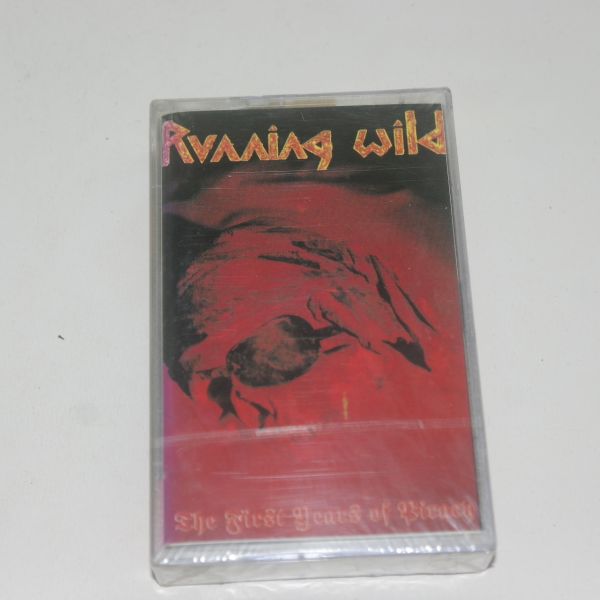 Running wild
The First Years of Piracy